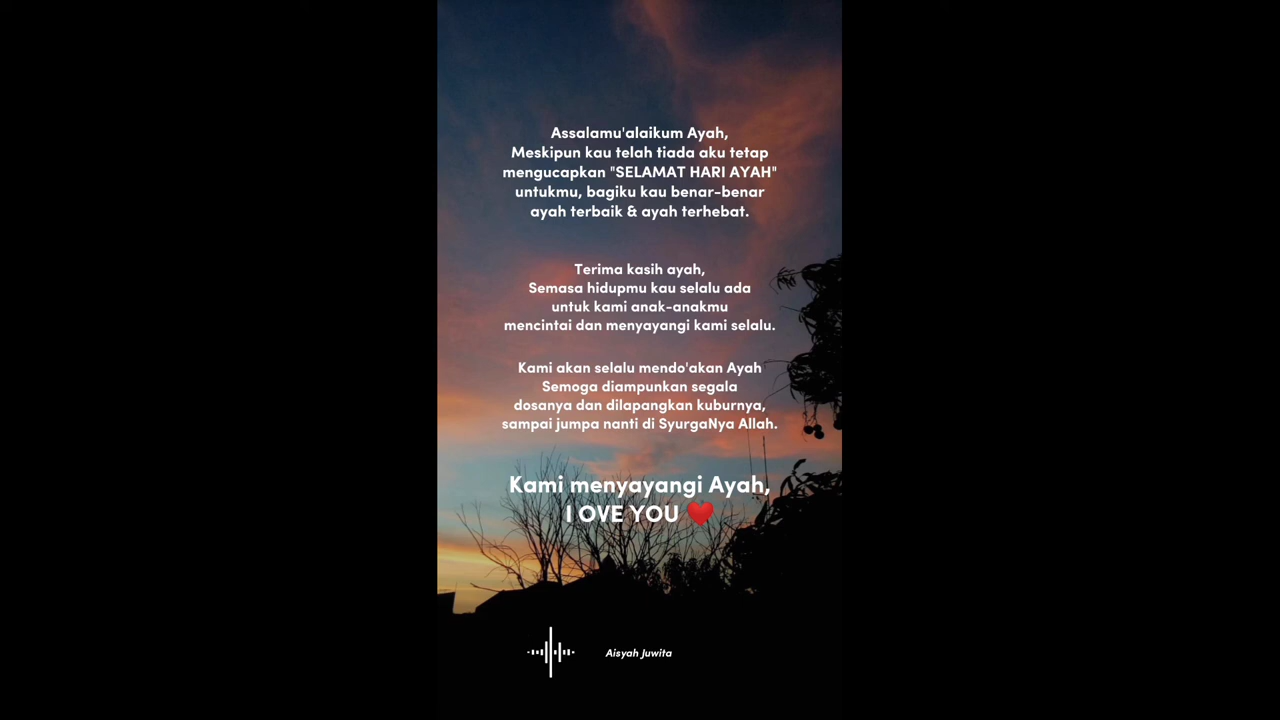 Assalamu'alaikum Ayah,
Meskipun kau telah tiada aku tetap
mengucapkan "SELAMAT HARI AYAH"
untukmu, bagiku kau benar-benar
ayah terbaik & ayah terhebat.
Terima kasih ayah,
Semasa hidupmu kau selalu ada
untuk kami anak-anakmu
mencintai dan menyayangi kami selalu.
Kami akan selalu mendo'akan Ayah
Semoga diampunkan segala
dosanya dan dilapangkan kuburnya,
sampai jumpa nanti di SyurgaNya Allah.
Kami menyayangi Ayah,
I OVE YOU ❤️
Aisyah Juwita